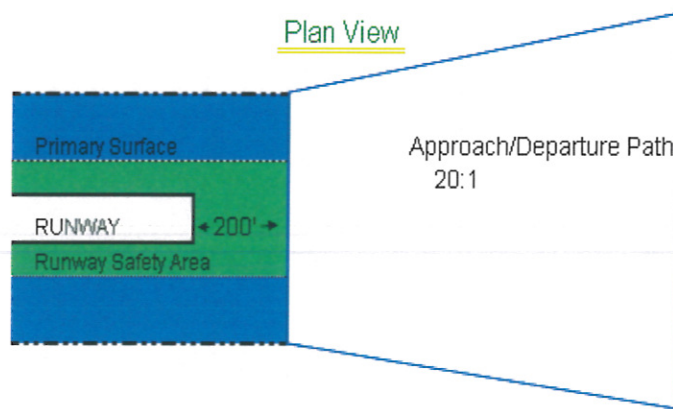 Plan View
Primary Surface
Approach/Departure Path
20:1
RUNWAY
200'
Runway Safety Area